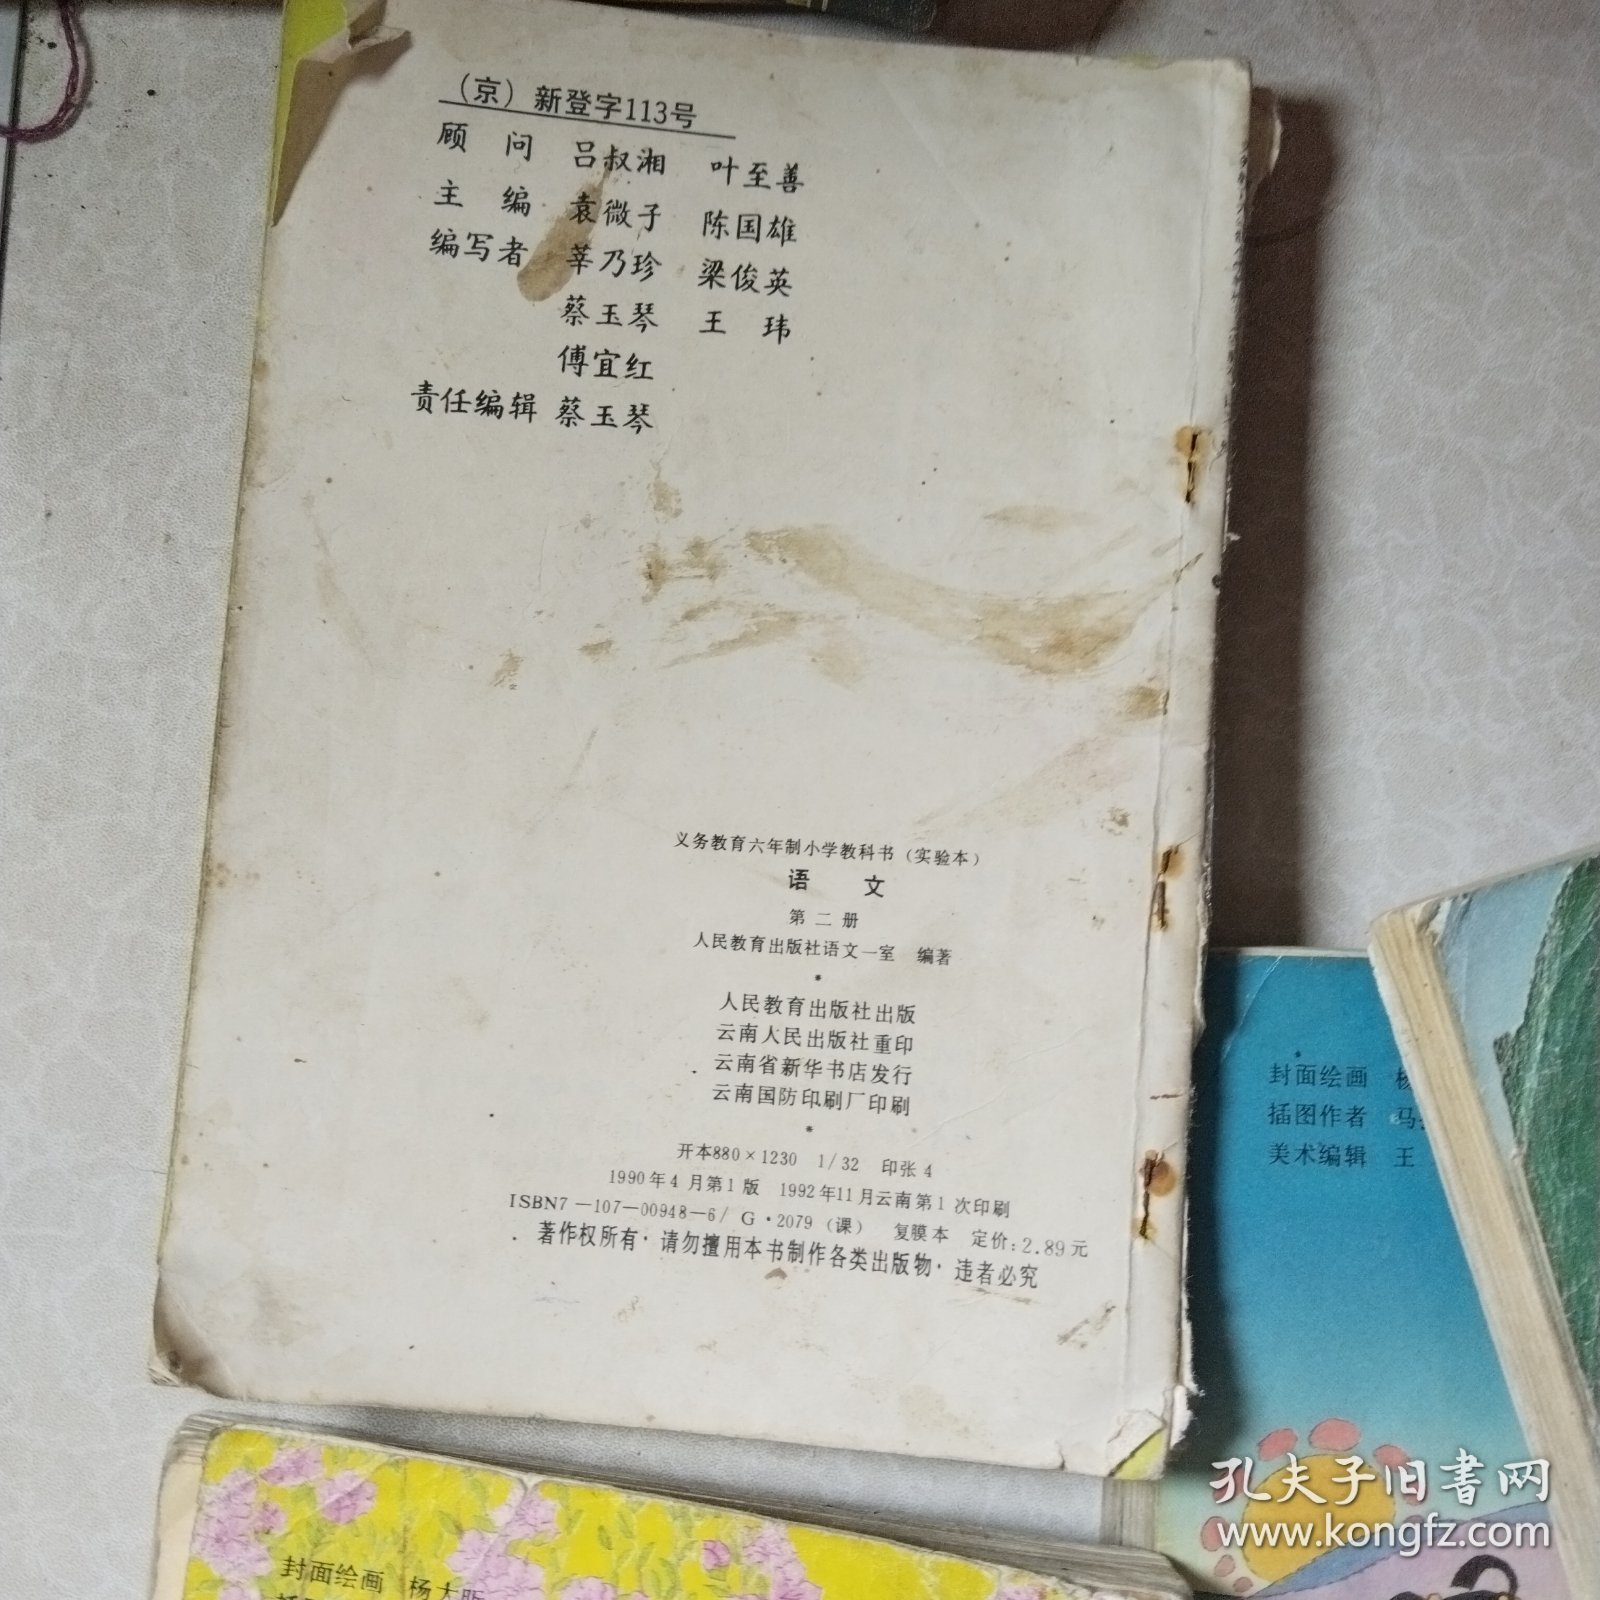 （京）新登字113号
顾 问 吕叔湘 叶至善
主 编 袁微子 陈国雄
编写者 莘乃珍 梁俊英
蔡玉琴 王 玮
傅宜红
责任编辑 蔡玉琴
义务教育六年制小学教科书（实验本）
语 文
第二册
人民教育出版社语文一室 编著
*
人民教育出版社出版
云南人民出版社重印
云南省新华书店发行
云南国防印刷厂印刷
*
开本880×1230 1/32 印张 4
1990年4月第1版 1992年11月云南第1次印刷
ISBN7—107—00948—6/G·2079（课） 复膜本 定价:2.89元
著作权所有·请勿擅用本书制作各类出版物·违者必究
封面绘画
插图作者 马
美术编辑 王
封面绘画 杨大
孔夫子旧书网
www.kongfz.com